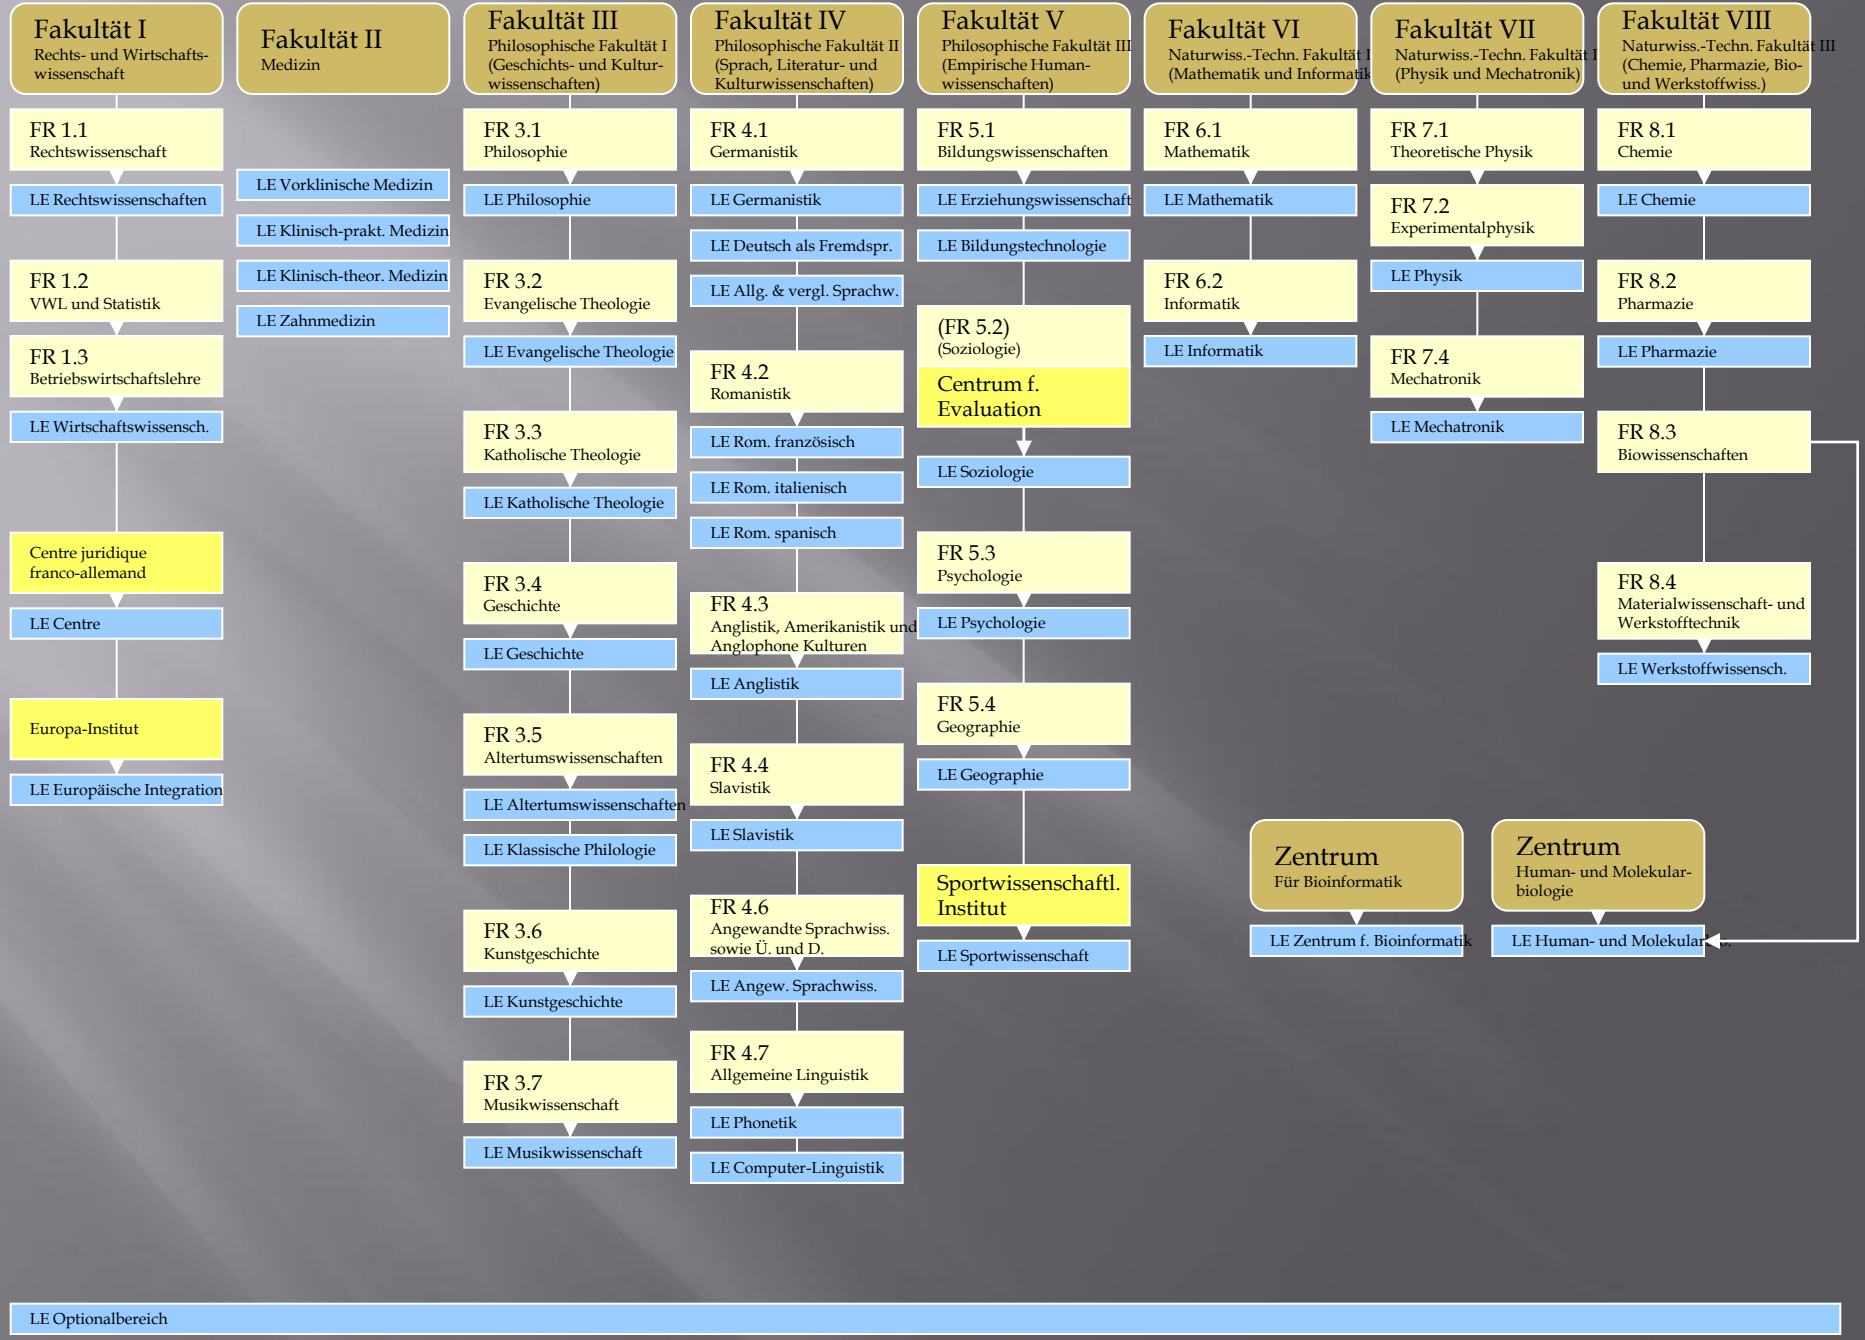 Fakultät I
Rechts- und Wirtschafts-
wissenschaft
FR 1.1
Rechtswissenschaft
LE Rechtswissenschaften
FR 1.2
VWL und Statistik
FR 1.3
Betriebswirtschaftslehre
LE Wirtschaftswissensch.
Centre juridique
franco-allemand
LE Centre
Europa-Institut
LE Europäische Integration
Fakultät II
Medizin
LE Vorklinische Medizin
LE Klinisch-prakt. Medizin
LE Klinisch-theor. Medizin
LE Zahnmedizin
Fakultät III
Philosophische Fakultät I
(Geschichts- und Kultur-
wissenschaften)
FR 3.1
Philosophie
LE Philosophie
FR 3.2
Evangelische Theologie
LE Evangelische Theologie
FR 3.3
Katholische Theologie
LE Katholische Theologie
FR 3.4
Geschichte
LE Geschichte
FR 3.5
Altertumswissenschaften
LE Altertumswissenschaften
LE Klassische Philologie
FR 3.6
Kunstgeschichte
LE Kunstgeschichte
FR 3.7
Musikwissenschaft
LE Musikwissenschaft
Fakultät IV
Philosophische Fakultät II
(Sprach, Literatur- und
Kulturwissenschaften)
FR 4.1
Germanistik
LE Germanistik
LE Deutsch als Fremdspr.
LE Allg. & vergl. Sprachw.
FR 4.2
Romanistik
LE Rom. französisch
LE Rom. italienisch
LE Rom. spanisch
FR 4.3
Anglistik, Amerikanistik und
Anglophone Kulturen
LE Anglistik
FR 4.4
Slavistik
LE Slavistik
FR 4.6
Angewandte Sprachwiss.
sowie Ü. und D.
LE Angew. Sprachwiss.
FR 4.7
Allgemeine Linguistik
LE Phonetik
LE Computer-Linguistik
Fakultät V
Philosophische Fakultät III
(Empirische Human-
wissenschaften)
FR 5.1
Bildungswissenschaften
LE Erziehungswissenschaft
LE Bildungstechnologie
(FR 5.2)
(Soziologie)
Centrum f.
Evaluation
LE Soziologie
FR 5.3
Psychologie
LE Psychologie
FR 5.4
Geographie
LE Geographie
Sportwissenschaftl.
Institut
LE Sportwissenschaft
Fakultät VI
Naturwiss.-Techn. Fakultät I
(Mathematik und Informatik
FR 6.1
Mathematik
LE Mathematik
FR 6.2
Informatik
LE Informatik
Fakultät VII
Naturwiss.-Techn. Fakultät I
(Physik und Mechatronik)
FR 7.1
Theoretische Physik
FR 7.2
Experimentalphysik
LE Physik
FR 7.4
Mechatronik
LE Mechatronik
Fakultät VIII
Naturwiss.-Techn. Fakultät III
(Chemie, Pharmazie, Bio-
und Werkstoffwiss.)
FR 8.1
Chemie
LE Chemie
FR 8.2
Pharmazie
LE Pharmazie
FR 8.3
Biowissenschaften
FR 8.4
Materialwissenschaft- und
Werkstofftechnik
LE Werkstoffwissensch.
Zentrum
Für Bioinformatik
LE Zentrum f. Bioinformatik
Zentrum
Human- und Molekular-
biologie
LE Human- und
LE Optionalbereich